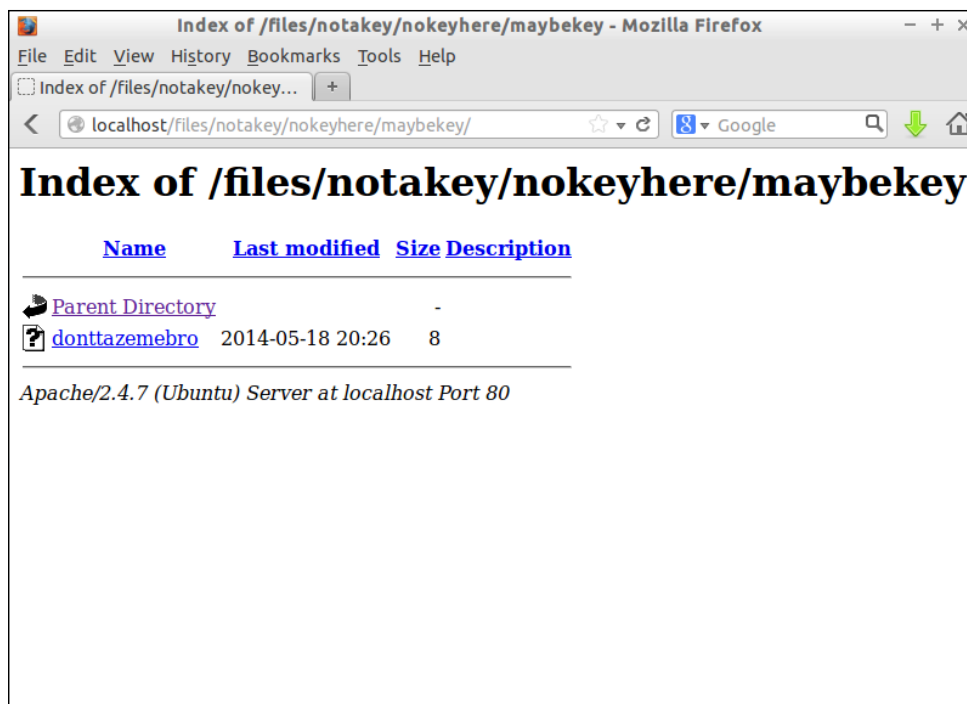 Index of /files/notakey/nokeyhere/maybekey - Mozilla Firefox
File Edit View History Bookmarks Tools Help
Index of /files/notakey/nokey... +
localhost/files/notakey/nokeyhere/maybekey/ 8 Google
Index of /files/notakey/nokeyhere/maybekey
Name Last modified Size Description
Parent Directory -
donttazemebro 2014-05-18 20:26 8
Apache/2.4.7 (Ubuntu) Server at localhost Port 80